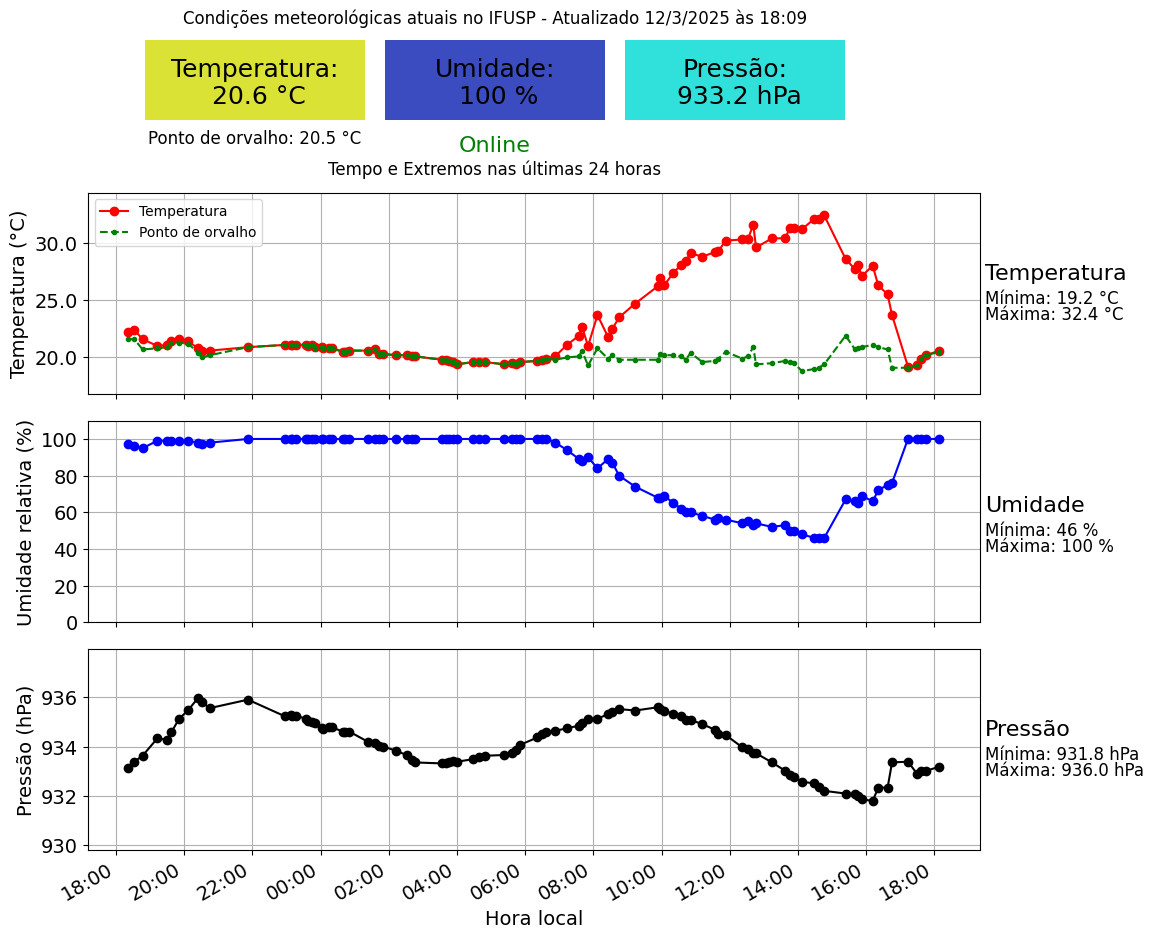 Condições meteorológicas atuais no IFUSP - Atualizado 12/3/2025 às 18:09
Temperatura:
20.6 °C
Umidade:
100 %
Pressão:
933.2 hPa
Ponto de orvalho: 20.5 °C
Online
Tempo e Extremos nas últimas 24 horas
Temperatura (°C)
30.0
25.0
20.0
Temperatura
Ponto de orvalho
Temperatura
Mínima: 19.2 °C
Máxima: 32.4 °C
Umidade relativa (%)
100
80
60
40
20
0
Umidade
Mínima: 46 %
Máxima: 100 %
Pressão (hPa)
936
934
932
930
Pressão
Mínima: 931.8 hPa
Máxima: 936.0 hPa
18:00 20:00 22:00 00:00 02:00 04:00 06:00 08:00 10:00 12:00 14:00 16:00 18:00
Hora local